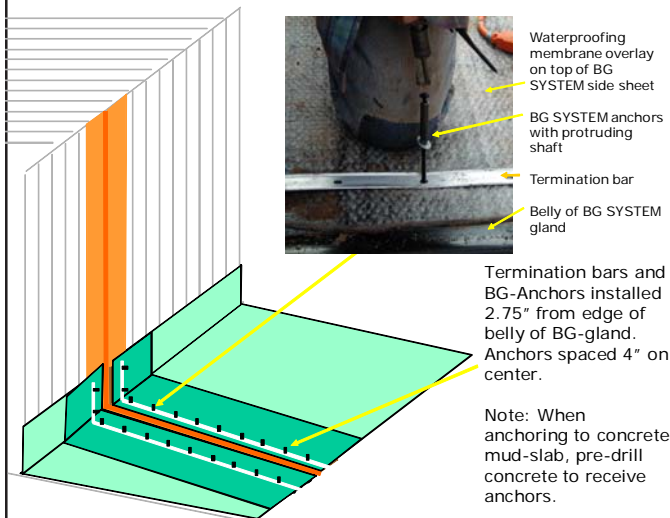 Waterproofing
membrane overlay
on top of BG
SYSTEM side sheet
BG SYSTEM anchors
with protruding
shaft
Termination bar
Belly of BG SYSTEM
gland
Termination bars and
BG-Anchors installed
2.75” from edge of
belly of BG-gland.
Anchors spaced 4” on
center.
Note: When
anchoring to concrete
mud-slab, pre-drill
concrete to receive
anchors.